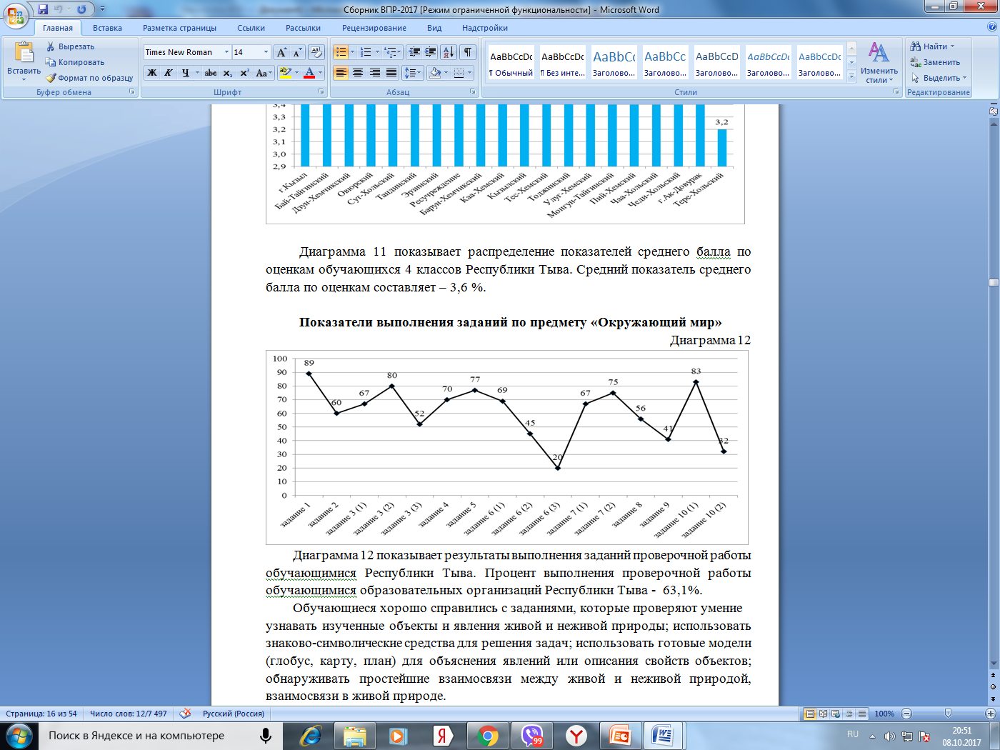 Сборник ВПР-2017 [Режим ограниченной функциональности] - Microsoft Word
Главная Вставка Разметка страницы Ссылки Рассылки Рецензирование Вид Надстройки
Вставить
Вырезать
Копировать
Формат по образцу
Буфер обмена
Times New Roman 14
Ж К Ч abc x₂ x² Aa
Шрифт
Абзац
AaBbCcDc AaBbCcDc AaBbCc AaBbCc AaBbCcD AaBbCcDc AaBbCcDc
¶ Обычный ¶ Без инте... Заголово... Заголово... Заголово... Заголово... Заголово...
Изменить стили
Стили
Найти
Заменить
Выделить
Редактирование
3,4
3,3
3,2
3,1
3,0
2,9
3,2
г.Кызыл
Бай-Тайгинский
Дзун-Хемчикский
Овюрский
Сут-Хольский
Тандинский
Эрзинский
Ресучреждение
Барун-Хемчикский
Каа-Хемский
Кызылский
Тес-Хемский
Тоджинский
Улуг-Хемский
Монгун-Тайгинский
Пий-Хемский
Чаа-Хольский
Чеди-Хольский
г.Ак-Довурак
Тере-Хольский
Диаграмма 11 показывает распределение показателей среднего балла по
оценкам обучающихся 4 классов Республики Тыва. Средний показатель среднего
балла по оценкам составляет – 3,6 %.
Показатели выполнения заданий по предмету «Окружающий мир»
Диаграмма 12
100
90
80
70
60
50
40
30
20
10
0
89 60 67 80 52 70 77 69 45 20 67 75 56 41 83 32
задание 1
задание 2
задание 3 (1)
задание 3 (2)
задание 3 (3)
задание 4
задание 5
задание 6 (1)
задание 6 (2)
задание 6 (3)
задание 7 (1)
задание 7 (2)
задание 8
задание 9
задание 10 (1)
задание 10 (2)
Диаграмма 12 показывает результаты выполнения заданий проверочной работы
обучающимися Республики Тыва. Процент выполнения проверочной работы
обучающимися образовательных организаций Республики Тыва - 63,1%.
Обучающиеся хорошо справились с заданиями, которые проверяют умение
узнавать изученные объекты и явления живой и неживой природы; использовать
знаково-символические средства для решения задач; использовать готовые модели
(глобус, карту, план) для объяснения явлений или описания свойств объектов;
обнаруживать простейшие взаимосвязи между живой и неживой природой,
взаимосвязи в живой природе.
Страница: 16 из 54 Число слов: 12/7 497 Русский (Россия) 100%
Поиск в Яндексе и на компьютере
99
RU
20:51
08.10.2017